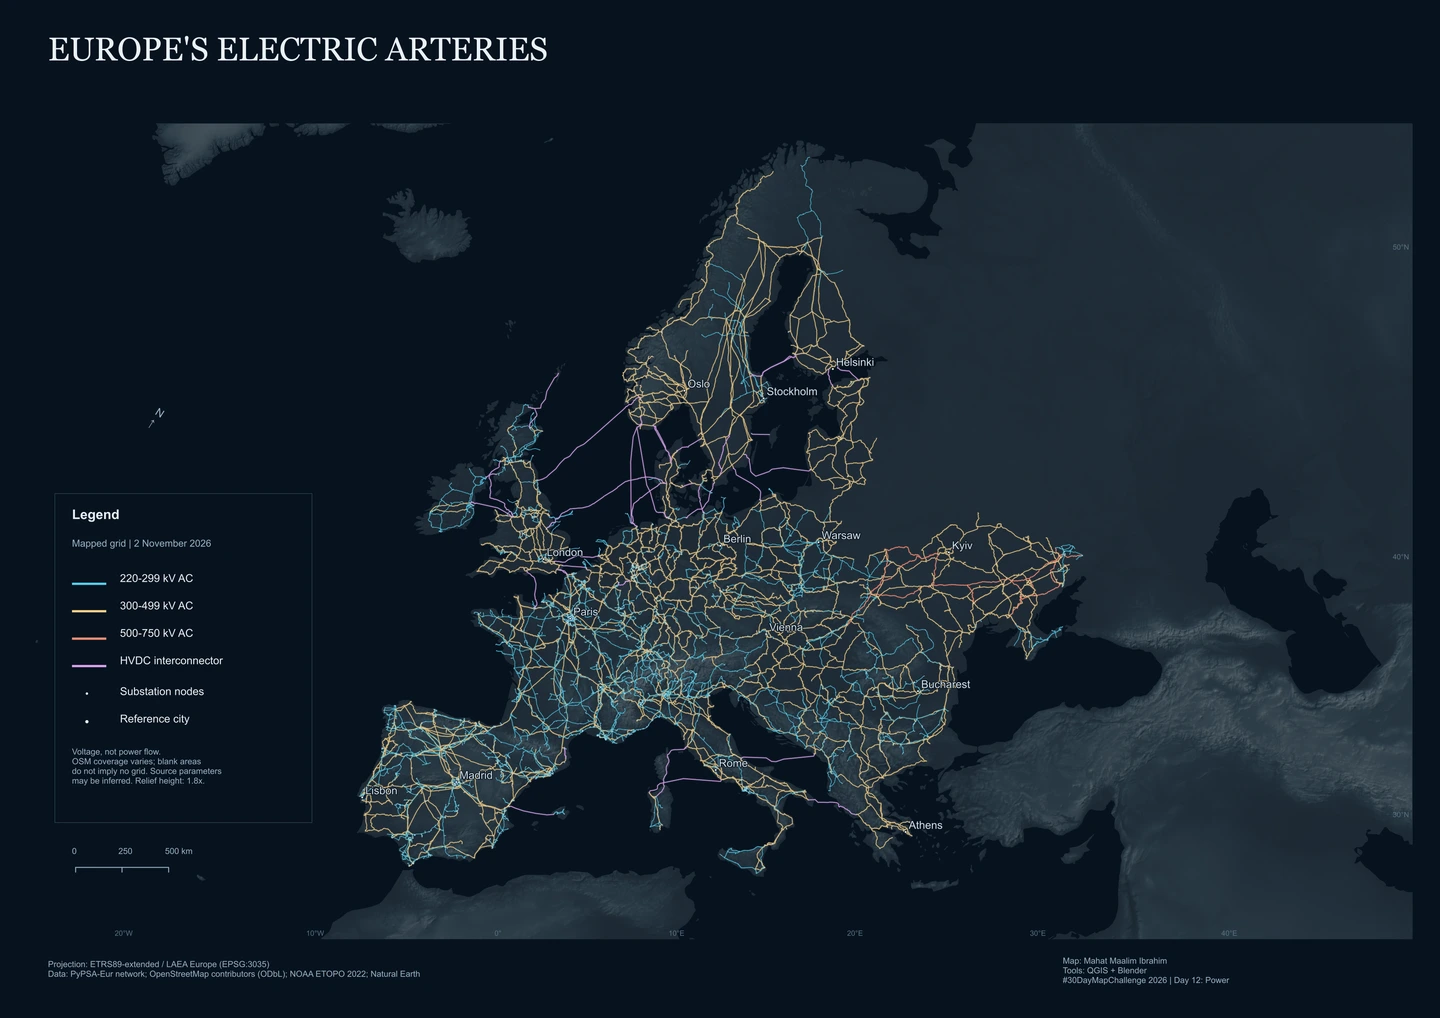 EUROPE'S ELECTRIC ARTERIES
50°N
Helsinki
Oslo
Stockholm
N
Legend
Mapped grid | 2 November 2026
220-299 kV AC
300-499 kV AC
500-750 kV AC
HVDC interconnector
Substation nodes
Reference city
Voltage, not power flow.
OSM coverage varies; blank areas
do not imply no grid. Source parameters
may be inferred. Relief height: 1.8x.
Berlin
Warsaw
Kyiv
London
40°N
Paris
Vienna
Bucharest
Rome
Madrid
Lisbon
Athens
30°N
0 250 500 km
20°W 10°W 0° 10°E 20°E 30°E 40°E
Projection: ETRS89-extended / LAEA Europe (EPSG:3035)
Data: PyPSA-Eur network; OpenStreetMap contributors (ODbL); NOAA ETOPO 2022; Natural Earth
Map: Mahat Maalim Ibrahim
Tools: QGIS + Blender
#30DayMapChallenge 2026 | Day 12: Power